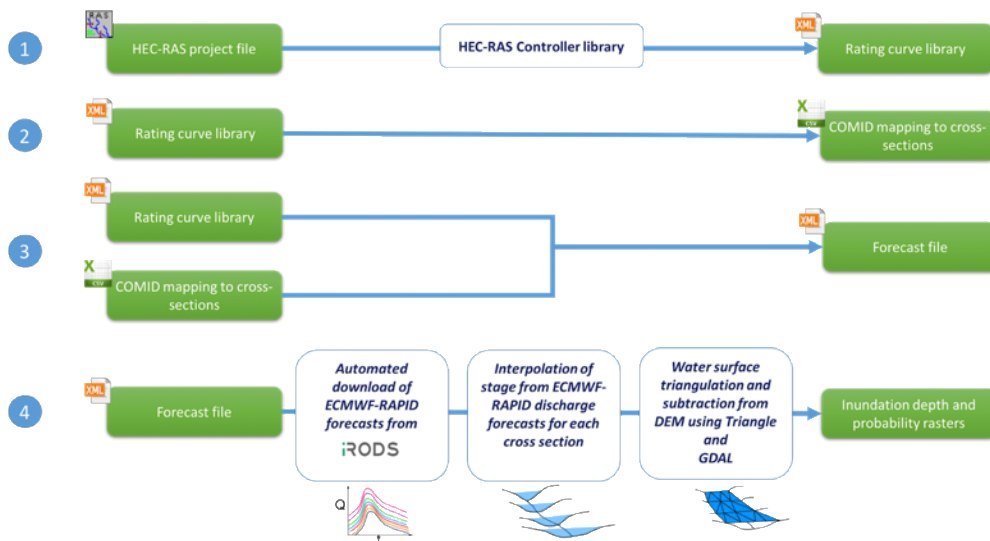 RAS
1
HEC-RAS project file
HEC-RAS Controller library
XML
Rating curve library
2
XML
Rating curve library
X
CSV
COMID mapping to cross-
sections
3
XML
Rating curve library
X
CSV
COMID mapping to cross-
sections
XML
Forecast file
4
XML
Forecast file
Automated
download of
ECMWF-RAPID
forecasts from
iRODS
Interpolation of
stage from ECMWF-
RAPID discharge
forecasts for each
cross section
Water surface
triangulation and
subtraction from
DEM using Triangle
and
GDAL
Inundation depth and
probability rasters
Q